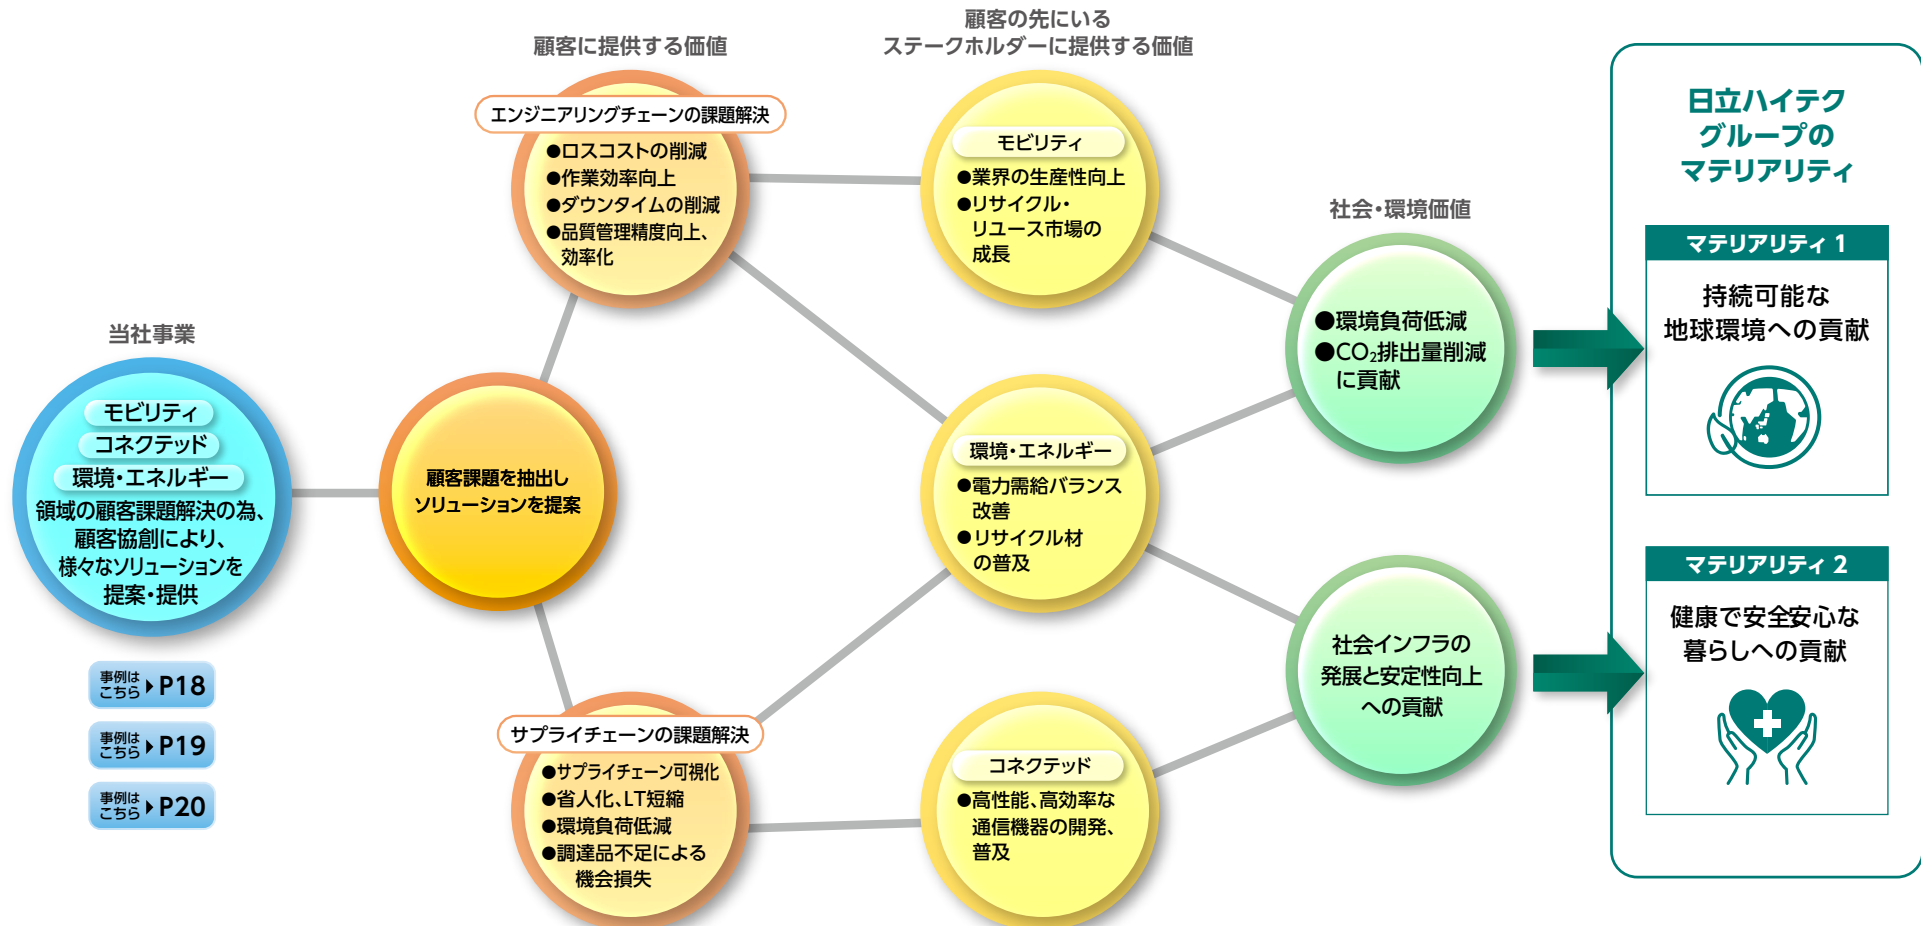 当社事業
モビリティ
コネクテッド
環境・エネルギー
領域の顧客課題解決の為、
顧客協創により、
様々なソリューションを
提案・提供
事例は
こちら
P18
事例は
こちら
P19
事例は
こちら
P20
顧客課題を抽出し
ソリューションを提案
顧客に提供する価値
エンジニアリングチェーンの課題解決
●ロスコストの削減
●作業効率向上
●ダウンタイムの削減
●品質管理精度向上、
効率化
サプライチェーンの課題解決
●サプライチェーン可視化
●省人化、LT短縮
●環境負荷低減
●調達品不足による
機会損失
顧客の先にいる
ステークホルダーに提供する価値
モビリティ
●業界の生産性向上
●リサイクル・
リユース市場の
成長
環境・エネルギー
●電力需給バランス
改善
●リサイクル材
の普及
コネクテッド
●高性能、高効率な
通信機器の開発、
普及
社会・環境価値
●環境負荷低減
●CO₂排出量削減
に貢献
社会インフラの
発展と安定性向上
への貢献
日立ハイテク
グループの
マテリアリティ
マテリアリティ 1
持続可能な
地球環境への貢献
マテリアリティ 2
健康で安全・安心な
暮らしへの貢献